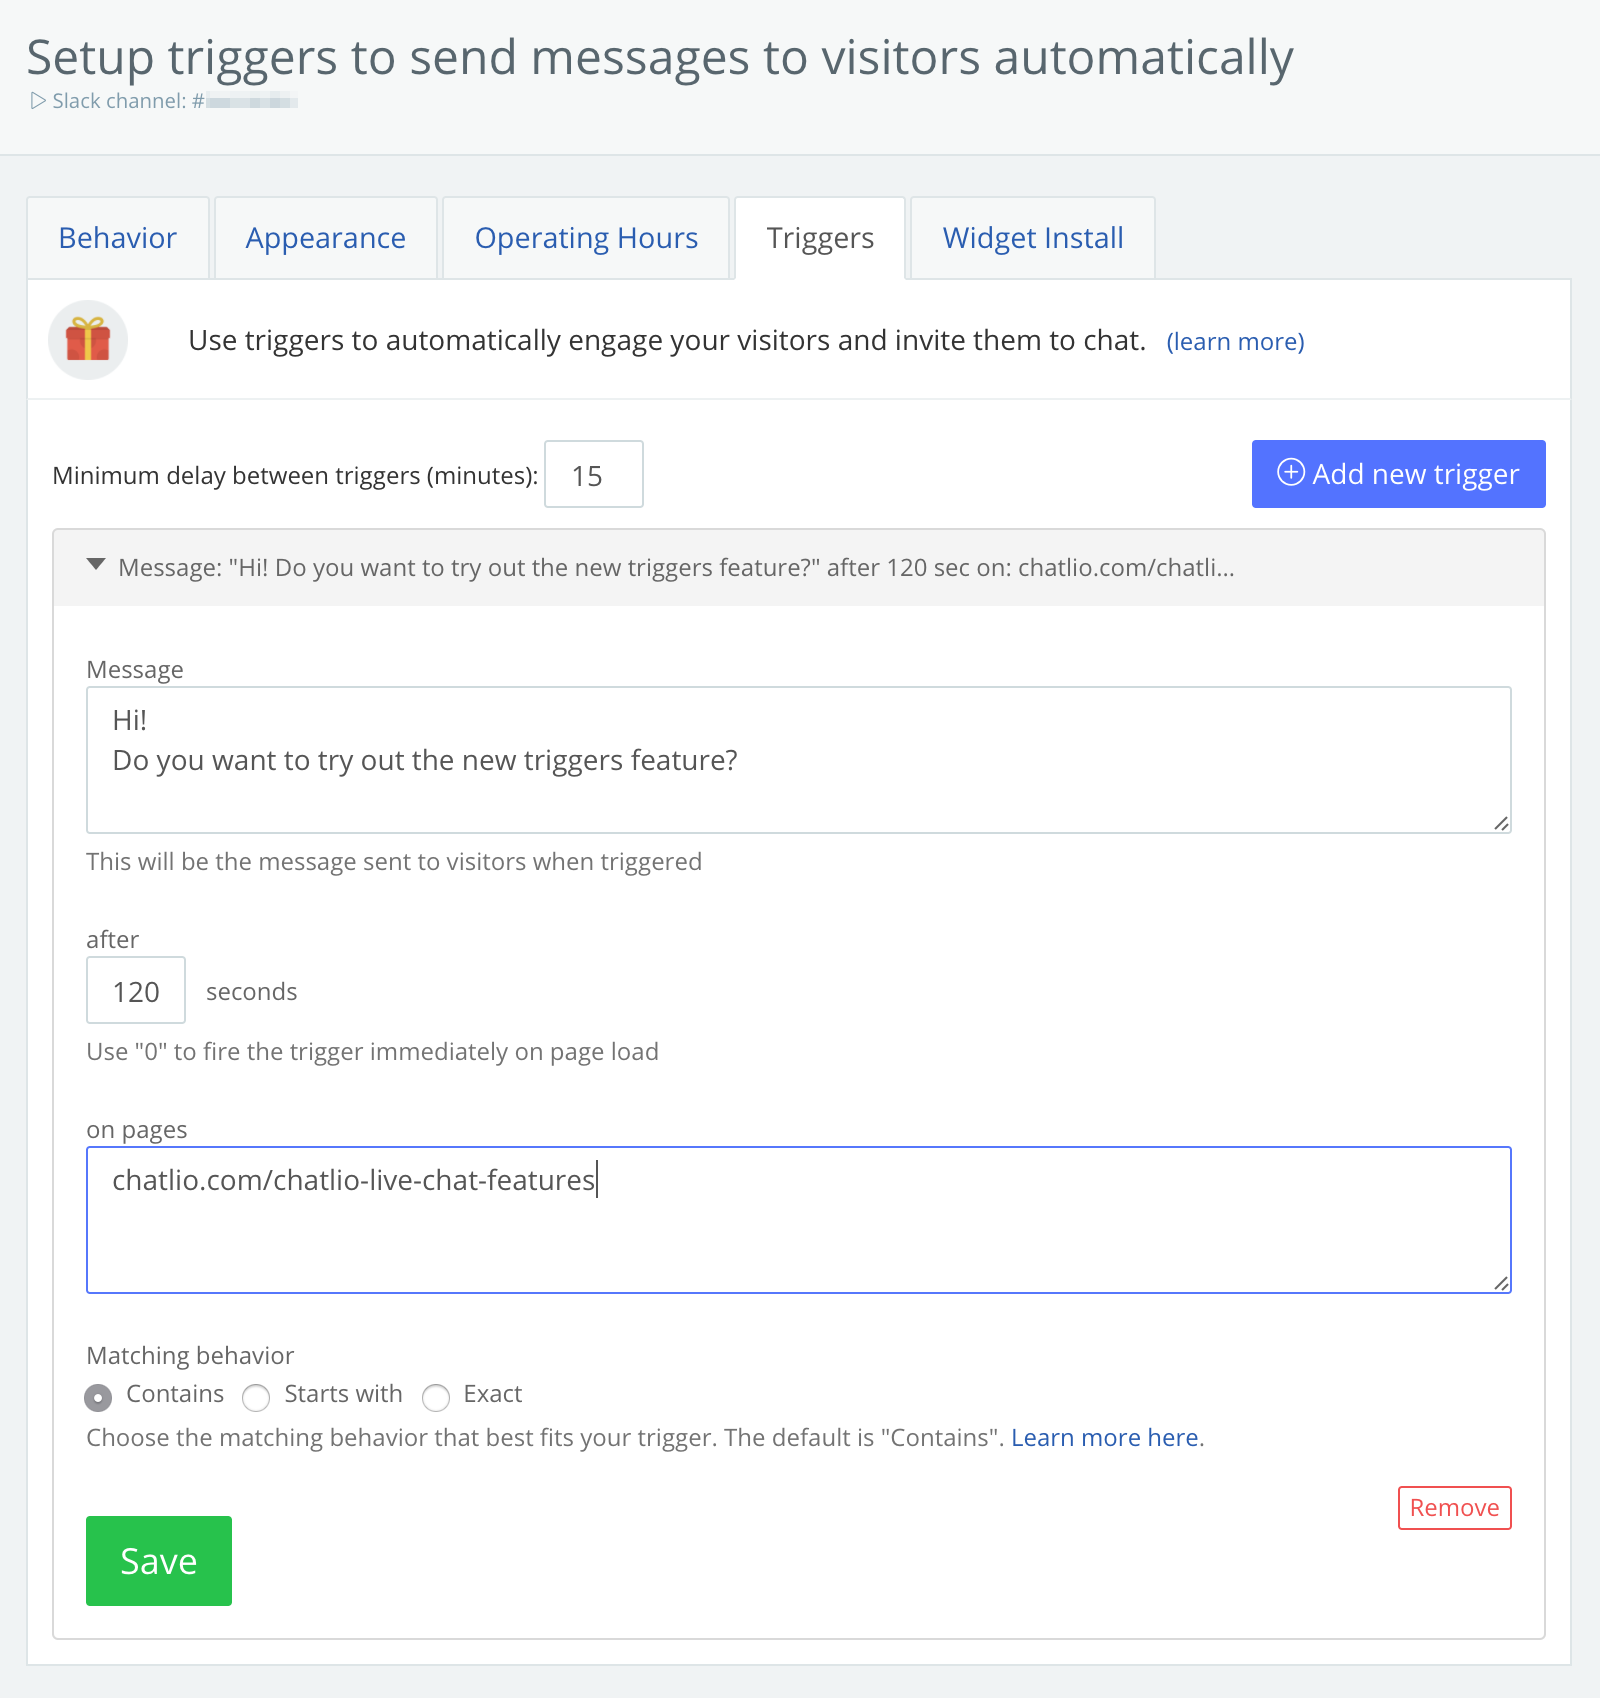 Setup triggers to send messages to visitors automatically
Slack channel: #
Behavior
Appearance
Operating Hours
Triggers
Widget Install
Use triggers to automatically engage your visitors and invite them to chat. (learn more)
Minimum delay between triggers (minutes): 15
Add new trigger
Message: "Hi! Do you want to try out the new triggers feature?" after 120 sec on: chatlio.com/chatli...
Message
Hi!
Do you want to try out the new triggers feature?
This will be the message sent to visitors when triggered
after
120 seconds
Use "0" to fire the trigger immediately on page load
on pages
chatlio.com/chatlio-live-chat-features
Matching behavior
Contains Starts with Exact
Choose the matching behavior that best fits your trigger. The default is "Contains". Learn more here.
Remove
Save